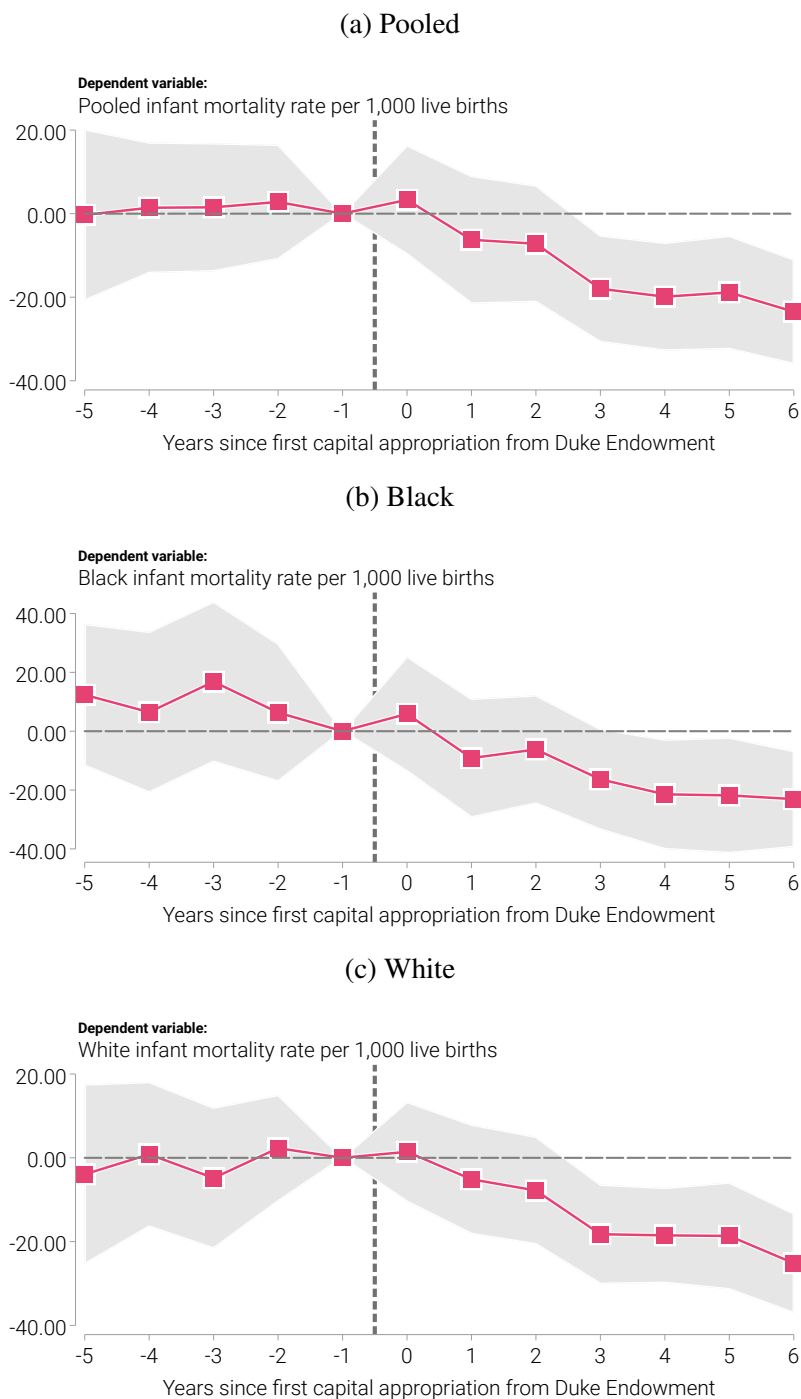 (a) Pooled
Dependent variable:
Pooled infant mortality rate per 1,000 live births
20.00
0.00
-20.00
-40.00
-5 -4 -3 -2 -1 0 1 2 3 4 5 6
Years since first capital appropriation from Duke Endowment
(b) Black
Dependent variable:
Black infant mortality rate per 1,000 live births
40.00
20.00
0.00
-20.00
-40.00
-5 -4 -3 -2 -1 0 1 2 3 4 5 6
Years since first capital appropriation from Duke Endowment
(c) White
Dependent variable:
White infant mortality rate per 1,000 live births
20.00
0.00
-20.00
-40.00
-5 -4 -3 -2 -1 0 1 2 3 4 5 6
Years since first capital appropriation from Duke Endowment